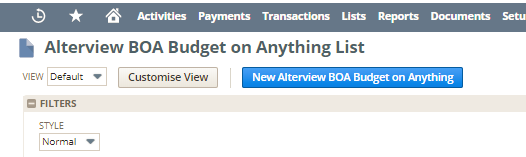 Activities Payments Transactions Lists Reports Documents Setu
Alterview BOA Budget on Anything List
VIEW Default Customise View New Alterview BOA Budget on Anything
FILTERS
STYLE
Normal